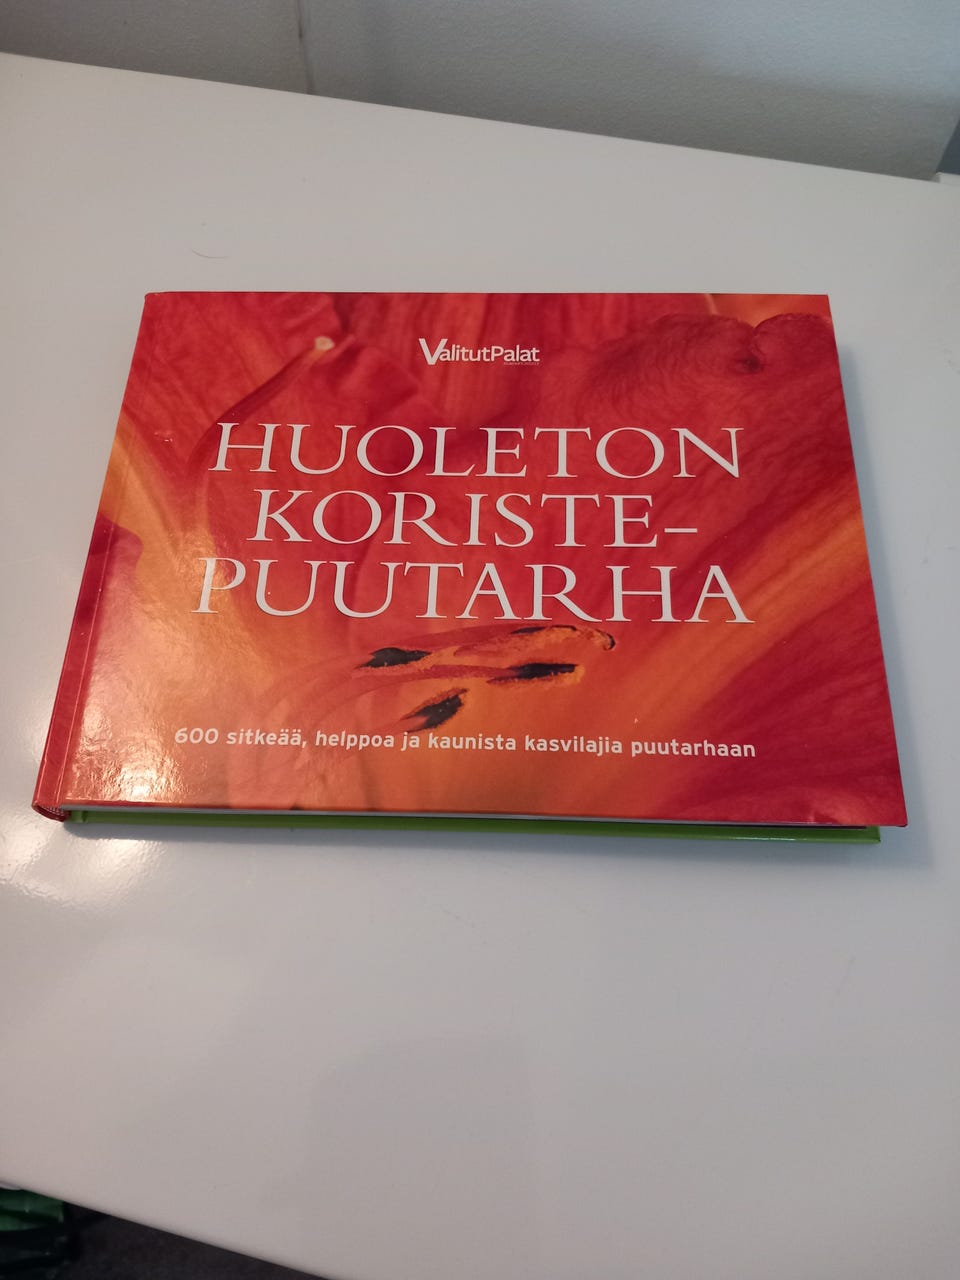 ValitutPalat
HUOLETON
KORISTE-
PUUTARHA
600 sitkeää, helppoa ja kaunista kasvilajia puutarhaan